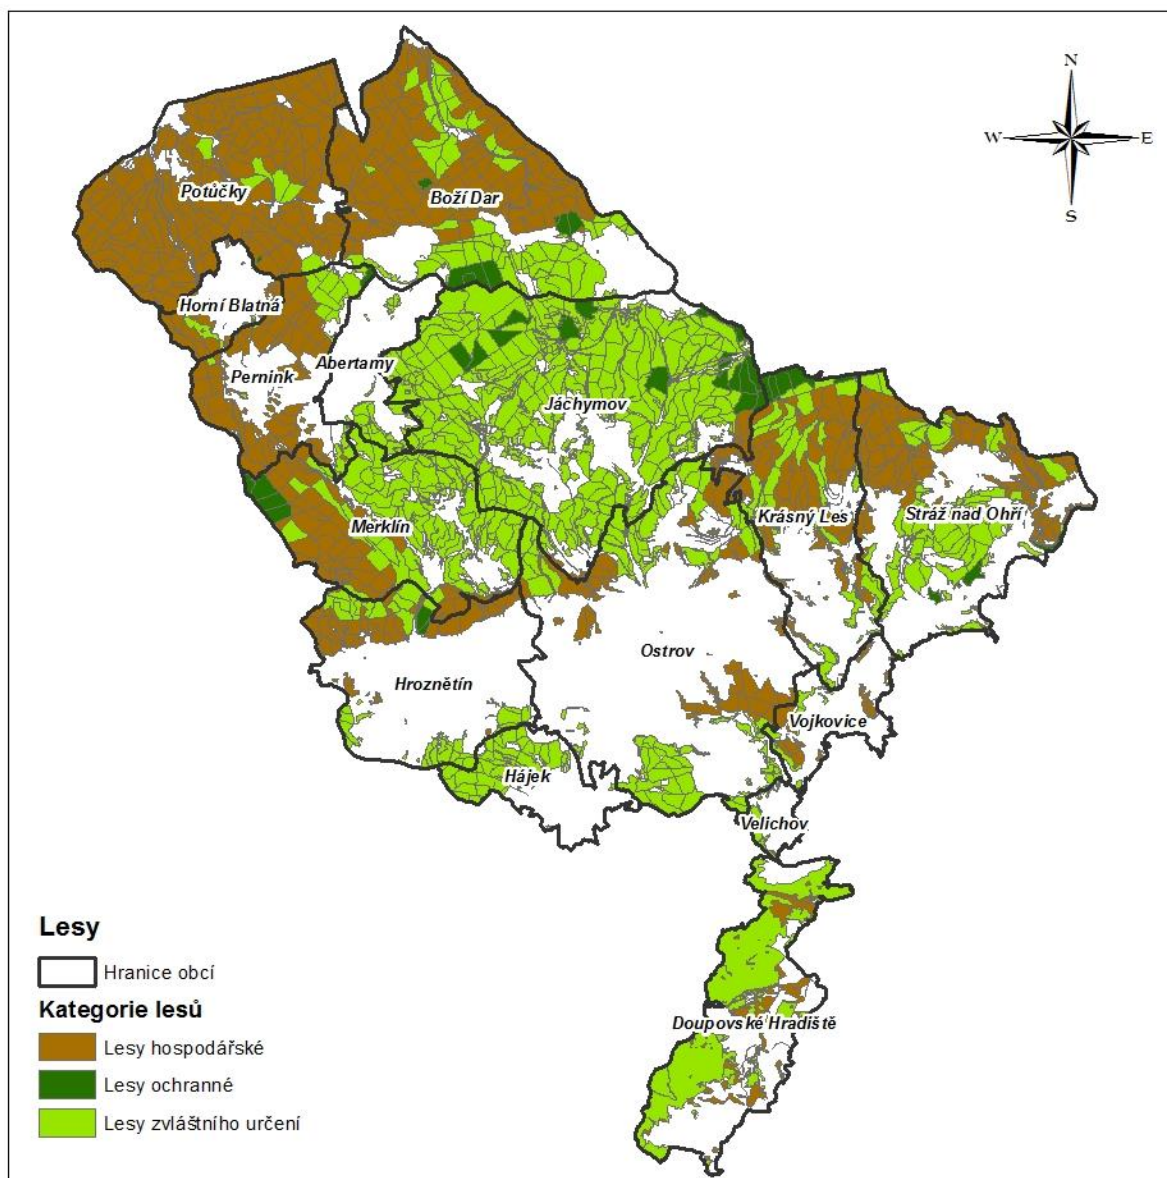 N
W
E
S
Potůčky
Boží Dar
Horní Blatná
Abertamy
Pernink
Jáchymov
Merklín
Krásný Les
Stráž nad Ohří
Ostrov
Hroznětín
Vojkovice
Hájek
Velichov
Doupovské Hradiště
Lesy
Hranice obcí
Kategorie lesů
Lesy hospodářské
Lesy ochranné
Lesy zvláštního určení